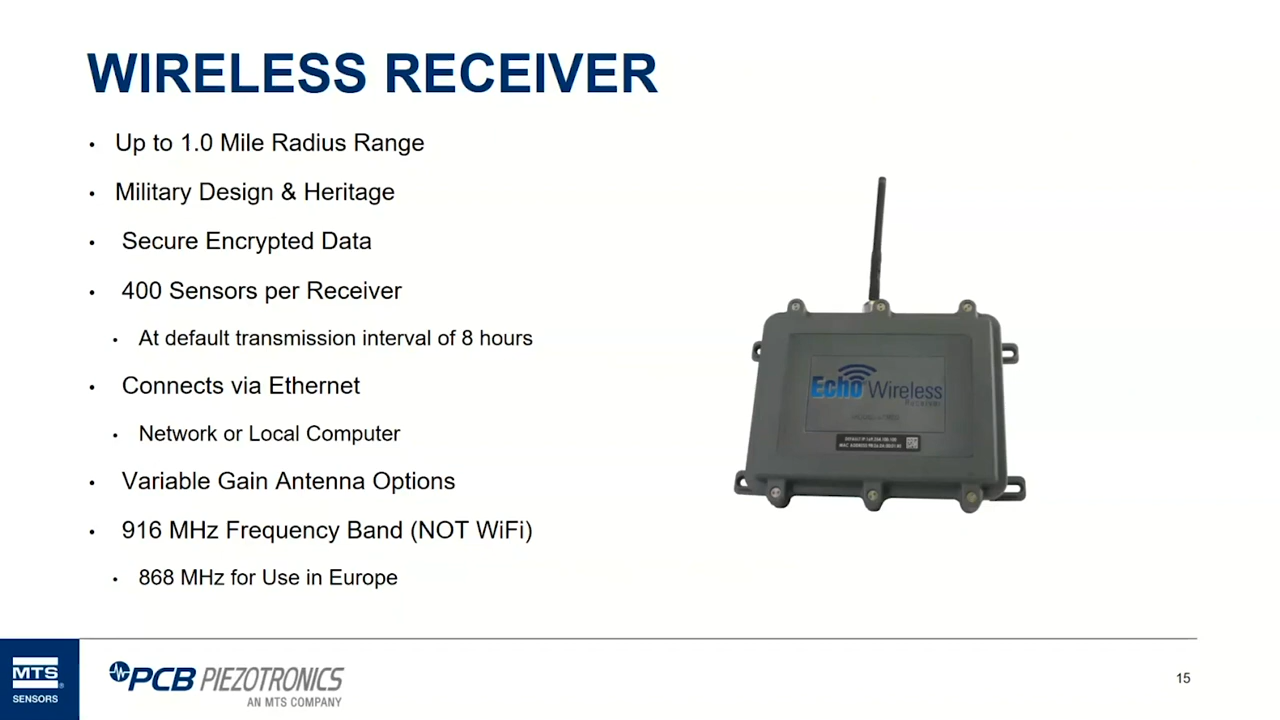 WIRELESS RECEIVER
• Up to 1.0 Mile Radius Range
• Military Design & Heritage
• Secure Encrypted Data
• 400 Sensors per Receiver
• At default transmission interval of 8 hours
• Connects via Ethernet
• Network or Local Computer
• Variable Gain Antenna Options
• 916 MHz Frequency Band (NOT WiFi)
• 868 MHz for Use in Europe
Echo Wireless
Receiver
MTS
SENSORS
PCB PIEZOTRONICS
AN MTS COMPANY
15